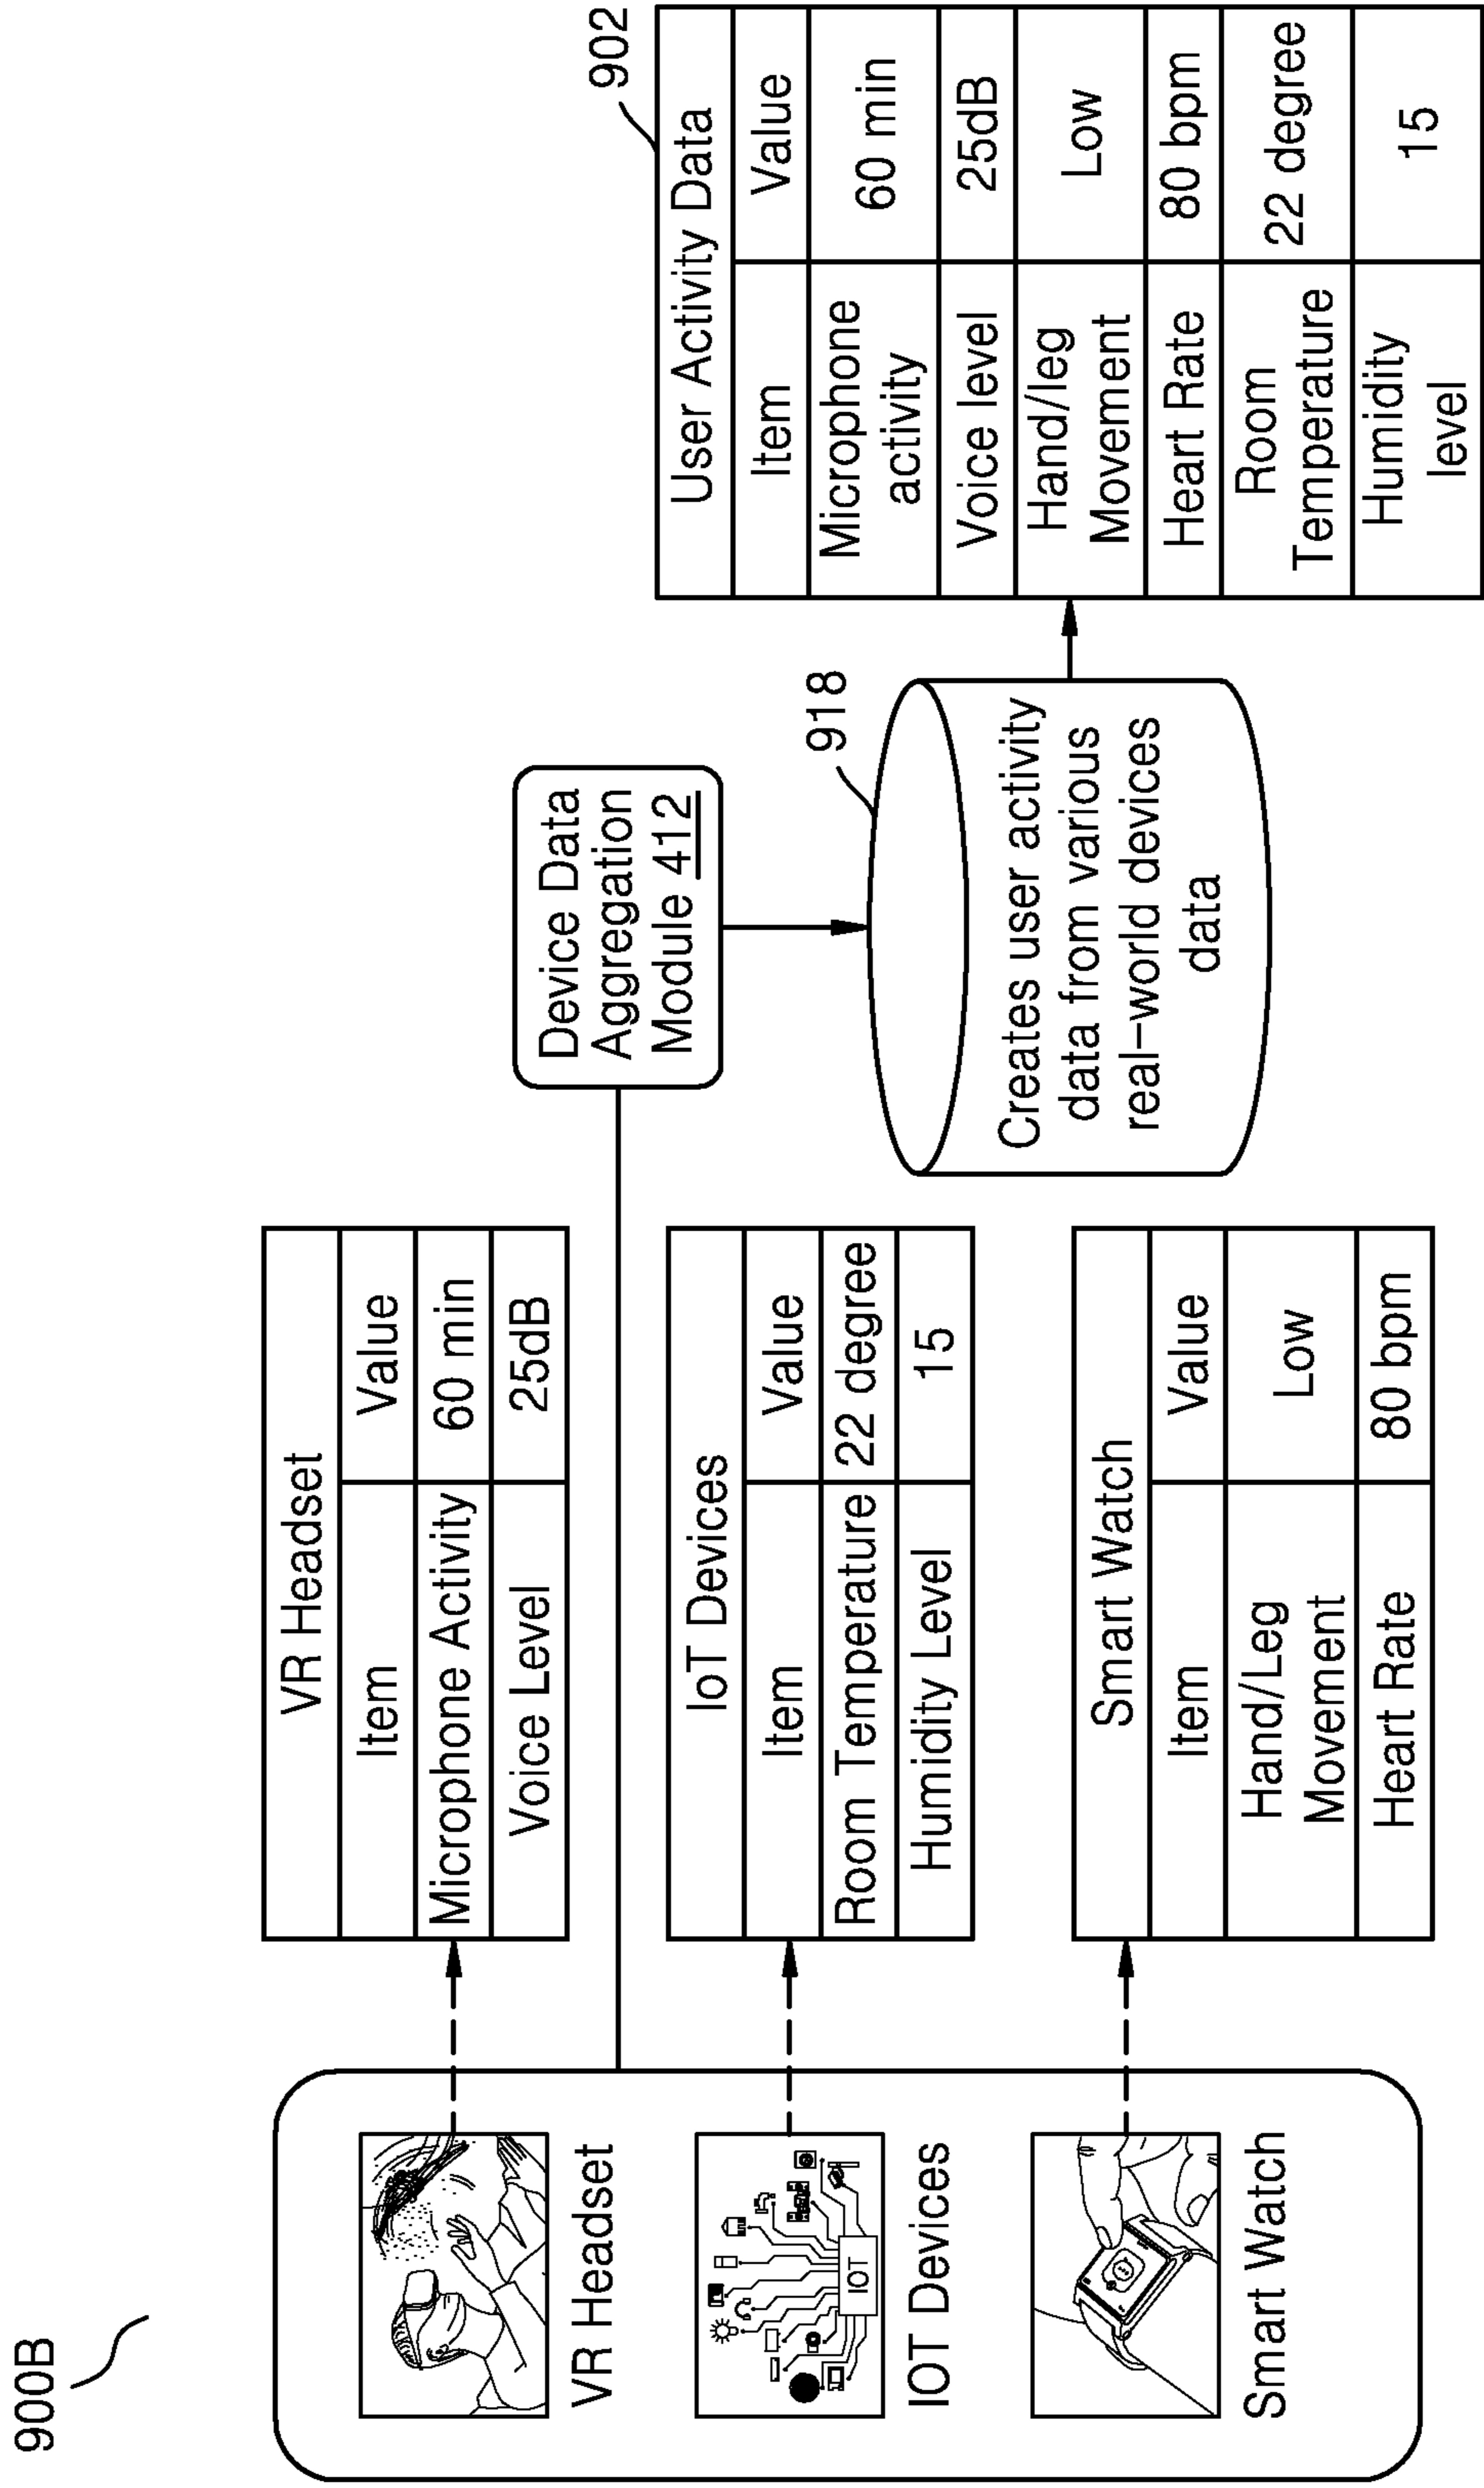 900B
VR Headset
IOT
IOT Devices
Smart Watch
VR Headset
Item Value
Microphone Activity 60 min
Voice Level 25dB
IoT Devices
Item Value
Room Temperature 22 degree
Humidity Level 15
Smart Watch
Item Value
Hand/Leg
Movement
Low
Heart Rate 80 bpm
Device Data
Aggregation
Module 412
918
Creates user activity
data from various
real-world devices
data
902
User Activity Data
Item Value
Microphone
activity
60 min
Voice level 25dB
Hand/leg
Movement
Low
Heart Rate 80 bpm
Room
Temperature
22 degree
Humidity
level
15